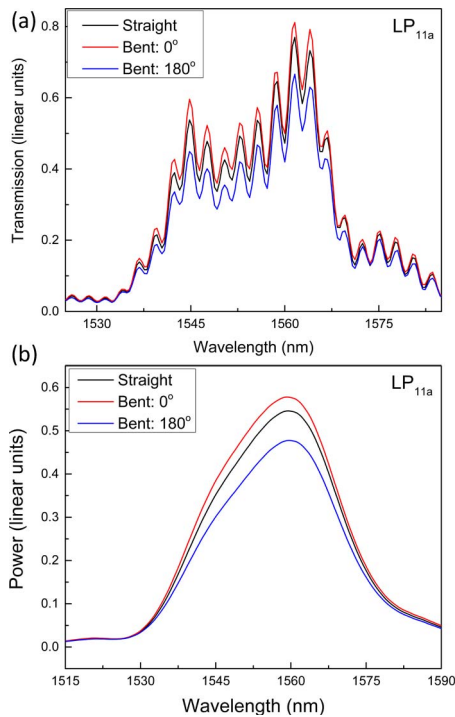 (a)
LP11a
Straight
Bent: 0°
Bent: 180°
Transmission (linear units)
0.8
0.6
0.4
0.2
0.0
1530
1545
1560
1575
Wavelength (nm)
(b)
LP11a
Straight
Bent: 0°
Bent: 180°
Power (linear units)
0.6
0.5
0.4
0.3
0.2
0.1
0.0
1515
1530
1545
1560
1575
1590
Wavelength (nm)